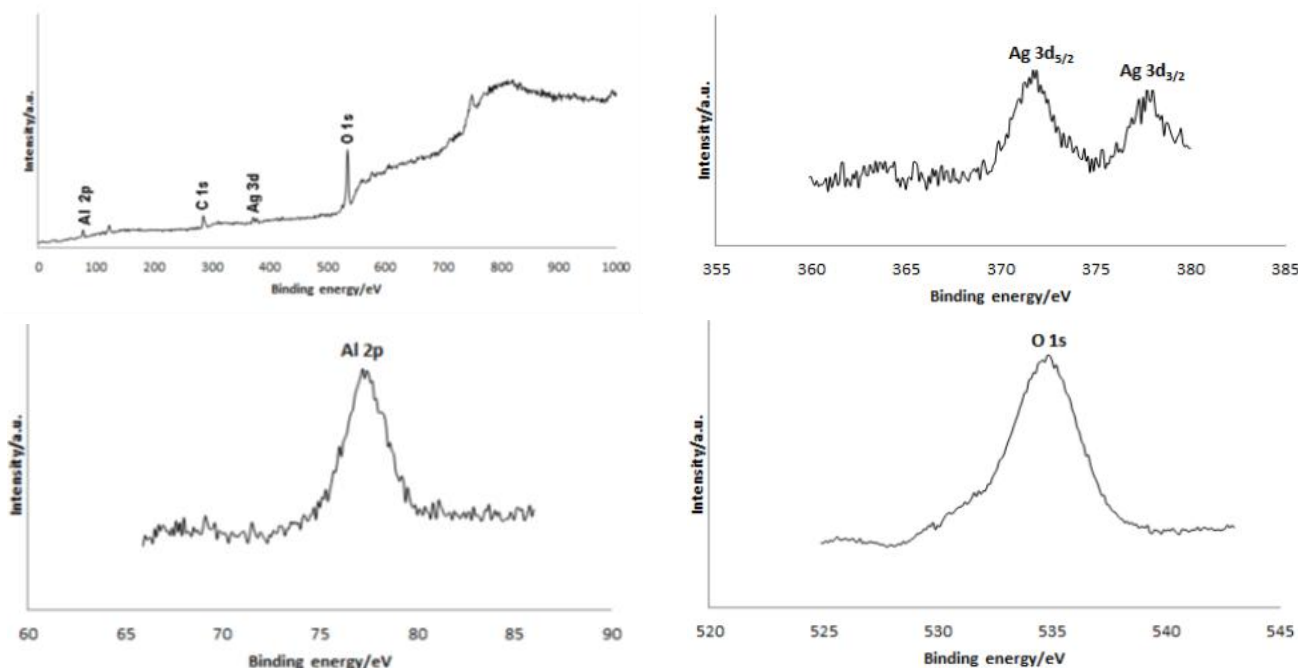 Intensity/a.u.
Al 2p
C 1s
Ag 3d
O 1s
0 100 200 300 400 300 600 700 800 900 1000
Binding energy/eV
Intensity/a.u.
Ag 3d5/2
Ag 3d3/2
355 360 365 370 375 380 385
Binding energy/eV
Intensity/a.u.
Al 2p
60 65 70 75 80 85 90
Binding energy/eV
Intensity/a.u.
O 1s
520 525 530 535 540 545
Binding energy/eV